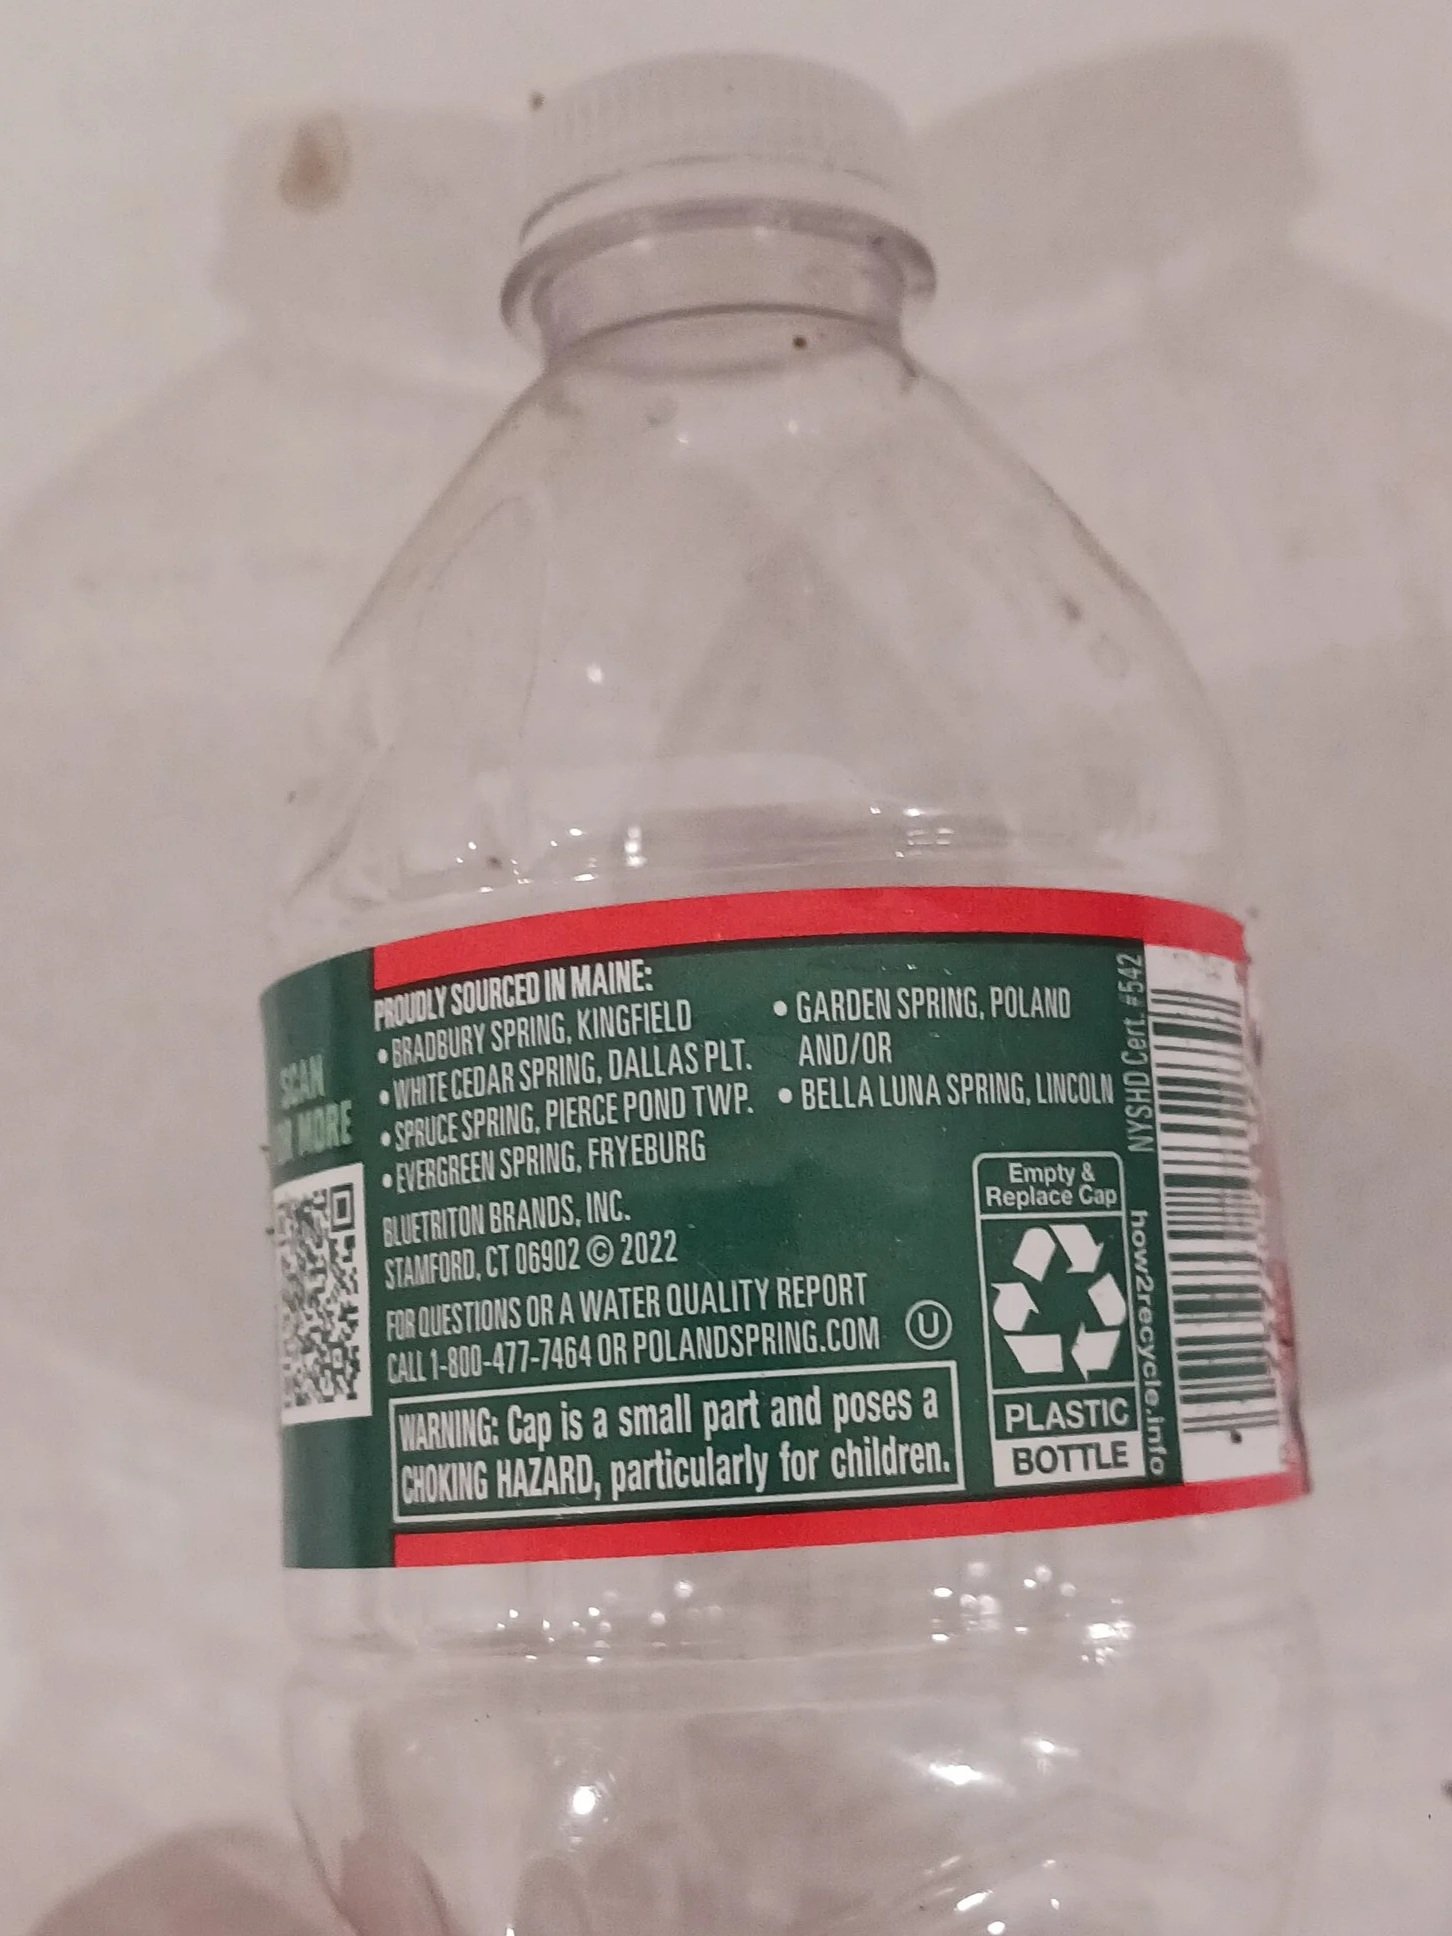 SCAN
MORE
PROUDLY SOURCED IN MAINE:
• BRADBURY SPRING, KINGFIELD
• WHITE CEDAR SPRING, DALLAS PLT.
• SPRUCE SPRING, PIERCE POND TWP.
• EVERGREEN SPRING, FRYEBURG
• GARDEN SPRING, POLAND
AND/OR
• BELLA LUNA SPRING, LINCOLN
BLUETRITON BRANDS, INC.
STAMFORD, CT 06902 © 2022
FOR QUESTIONS OR A WATER QUALITY REPORT
CALL 1-800-477-7464 OR POLANDSPRING.COM
U
WARNING: Cap is a small part and poses a
CHOKING HAZARD, particularly for children.
Empty &
Replace Cap
PLASTIC
BOTTLE
how2recycle.info
NYSHD Cert. #542